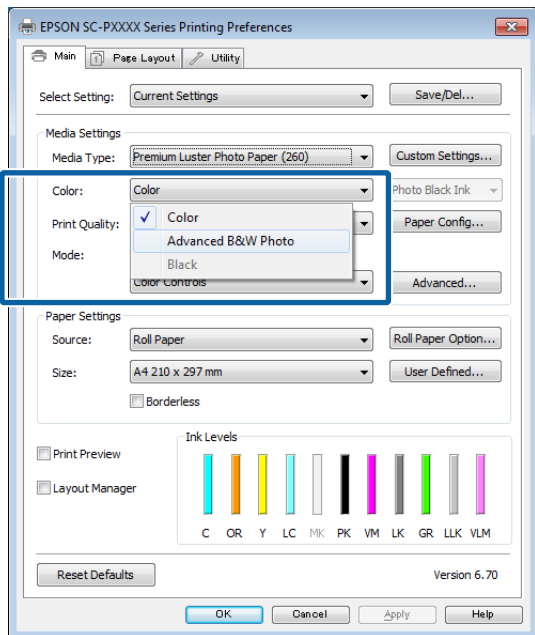 EPSON SC-PXXXX Series Printing Preferences
Main
1
Page Layout
Utility
Select Setting: Current Settings Save/Del...
Media Settings
Media Type: Premium Luster Photo Paper (260) Custom Settings...
Color: Color Photo Black Ink
Print Quality: Color Paper Config...
Advanced B&W Photo
Mode: Black
Color Controls Advanced...
Paper Settings
Source: Roll Paper Roll Paper Option...
Size: A4 210 x 297 mm User Defined...
Borderless
Print Preview
Layout Manager
Ink Levels
C OR Y LC MK PK VM LK GR LLK VLM
Reset Defaults Version 6.70
OK Cancel Apply Help